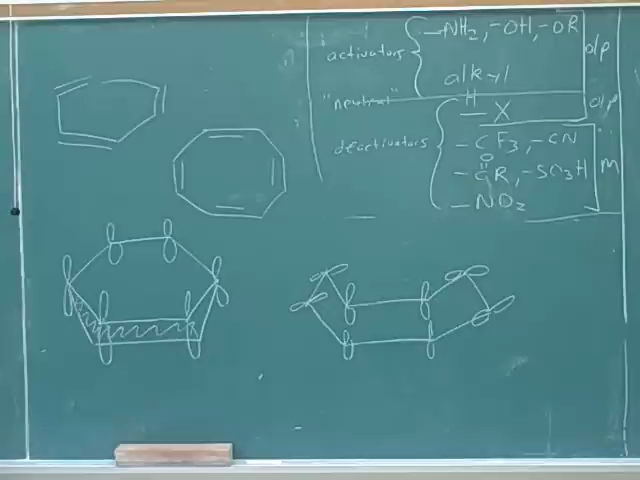 activators -NH2, -OH, -OR o/p
alkyl
"neutral" H
-X o/p
deactivators -CF3, -CN
O
-CR, -SO3H m
-NO2